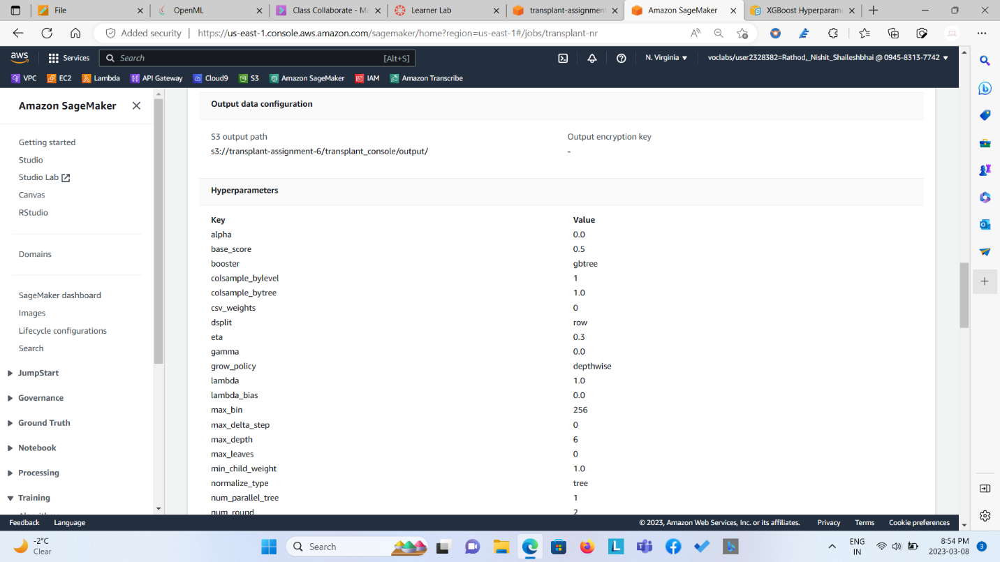 File
OpenML
Class Collaborate - Ma
Learner Lab
transplant-assignment
Amazon SageMaker
XGBoost Hyperparame
Added security
https://us-east-1.console.aws.amazon.com/sagemaker/home?region=us-east-1#/jobs/transplant-nr
aws
Services
Search
[Alt+S]
N. Virginia
voclabs/user2328382=Rathod,_Nishit_Shaileshbhai @ 0945-8313-7742
VPC
EC2
Lambda
API Gateway
Cloud9
S3
Amazon SageMaker
IAM
Amazon Transcribe
Amazon SageMaker
Getting started
Studio
Studio Lab
Canvas
RStudio
Domains
SageMaker dashboard
Images
Lifecycle configurations
Search
JumpStart
Governance
Ground Truth
Notebook
Processing
Training
Output data configuration
S3 output path
s3://transplant-assignment-6/transplant_console/output/
Output encryption key
-
Hyperparameters
Key Value
alpha 0.0
base_score 0.5
booster gbtree
colsample_bylevel 1
colsample_bytree 1.0
csv_weights 0
dsplit row
eta 0.3
gamma 0.0
grow_policy depthwise
lambda 1.0
lambda_bias 0.0
max_bin 256
max_delta_step 0
max_depth 6
max_leaves 0
min_child_weight 1.0
normalize_type tree
num_parallel_tree 1
num_round 2
Feedback
Language
© 2023, Amazon Web Services, Inc. or its affiliates.
Privacy
Terms
Cookie preferences
-2°C
Clear
Search
ENG
IN
8:54 PM
2023-03-08
3